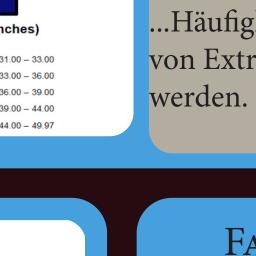 nches)
31.00 – 33.00
33.00 – 36.00
36.00 – 39.00
39.00 – 44.00
44.00 – 49.97
...Häufig
von Extr
werden.
FA